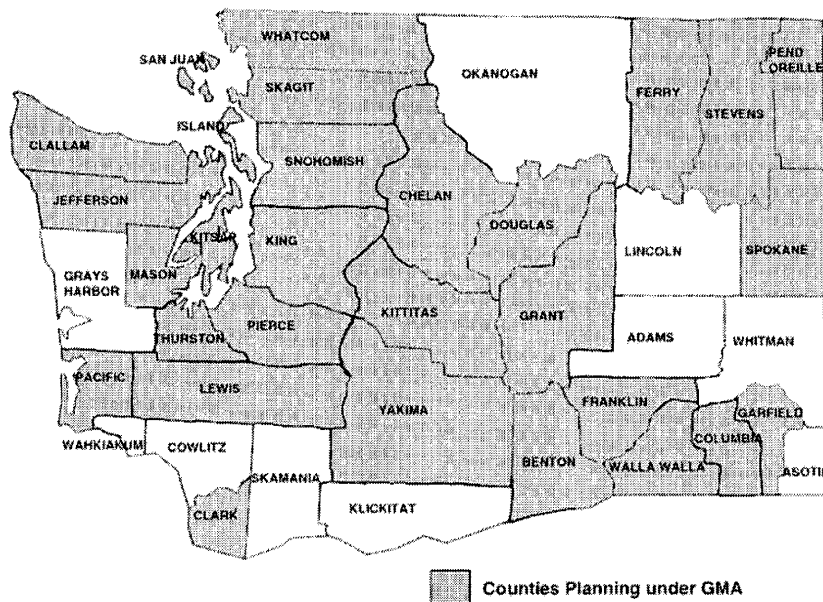 WHATCOM
SAN JUAN
OKANOGAN
PEND
OREILLE
SKAGIT
FERRY
STEVENS
ISLAND
CLALLAM
SNOHOMISH
CHELAN
JEFFERSON
DOUGLAS
KITSAP
KING
LINCOLN
SPOKANE
GRAYS
HARBOR
MASON
KITTITAS
GRANT
THURSTON
PIERCE
ADAMS
WHITMAN
PACIFIC
LEWIS
YAKIMA
FRANKLIN
GARFIELD
WAHKIAKUM
COWLITZ
COLUMBIA
SKAMANIA
BENTON
WALLA WALLA
ASOTIN
CLARK
KLICKITAT
Counties Planning under GMA